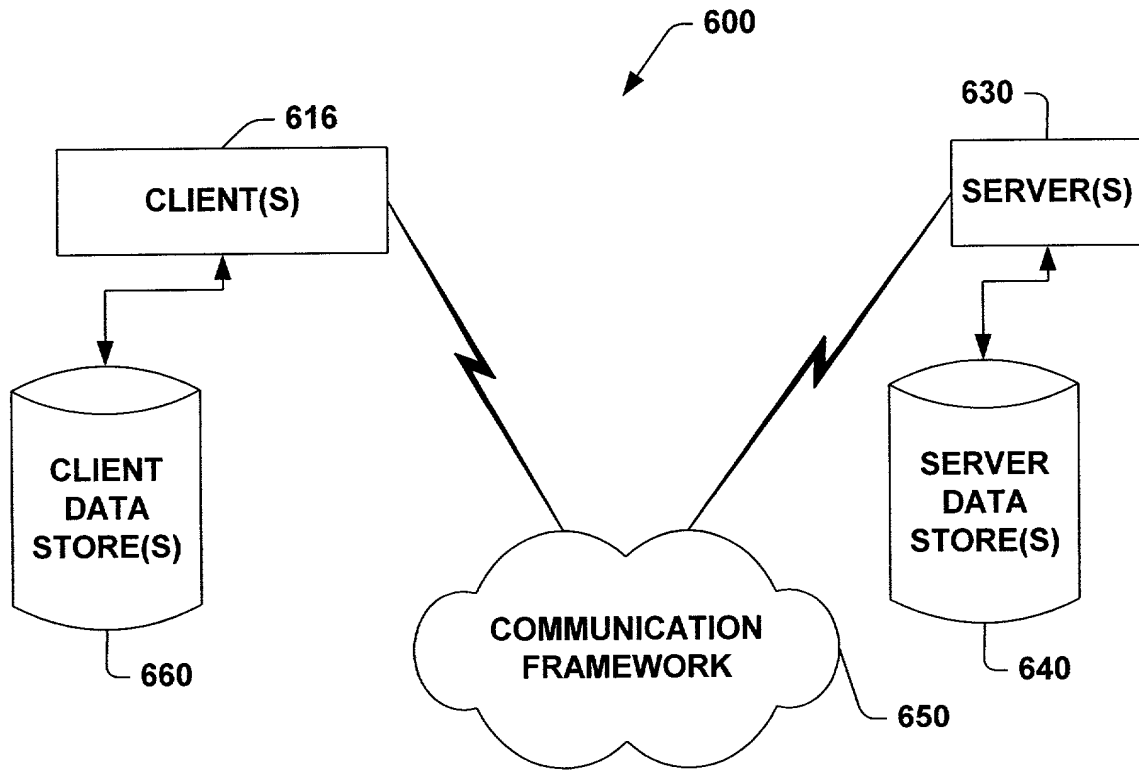 600
616
630
CLIENT(S)
SERVER(S)
CLIENT
DATA
STORE(S)
SERVER
DATA
STORE(S)
COMMUNICATION
FRAMEWORK
660
640
650